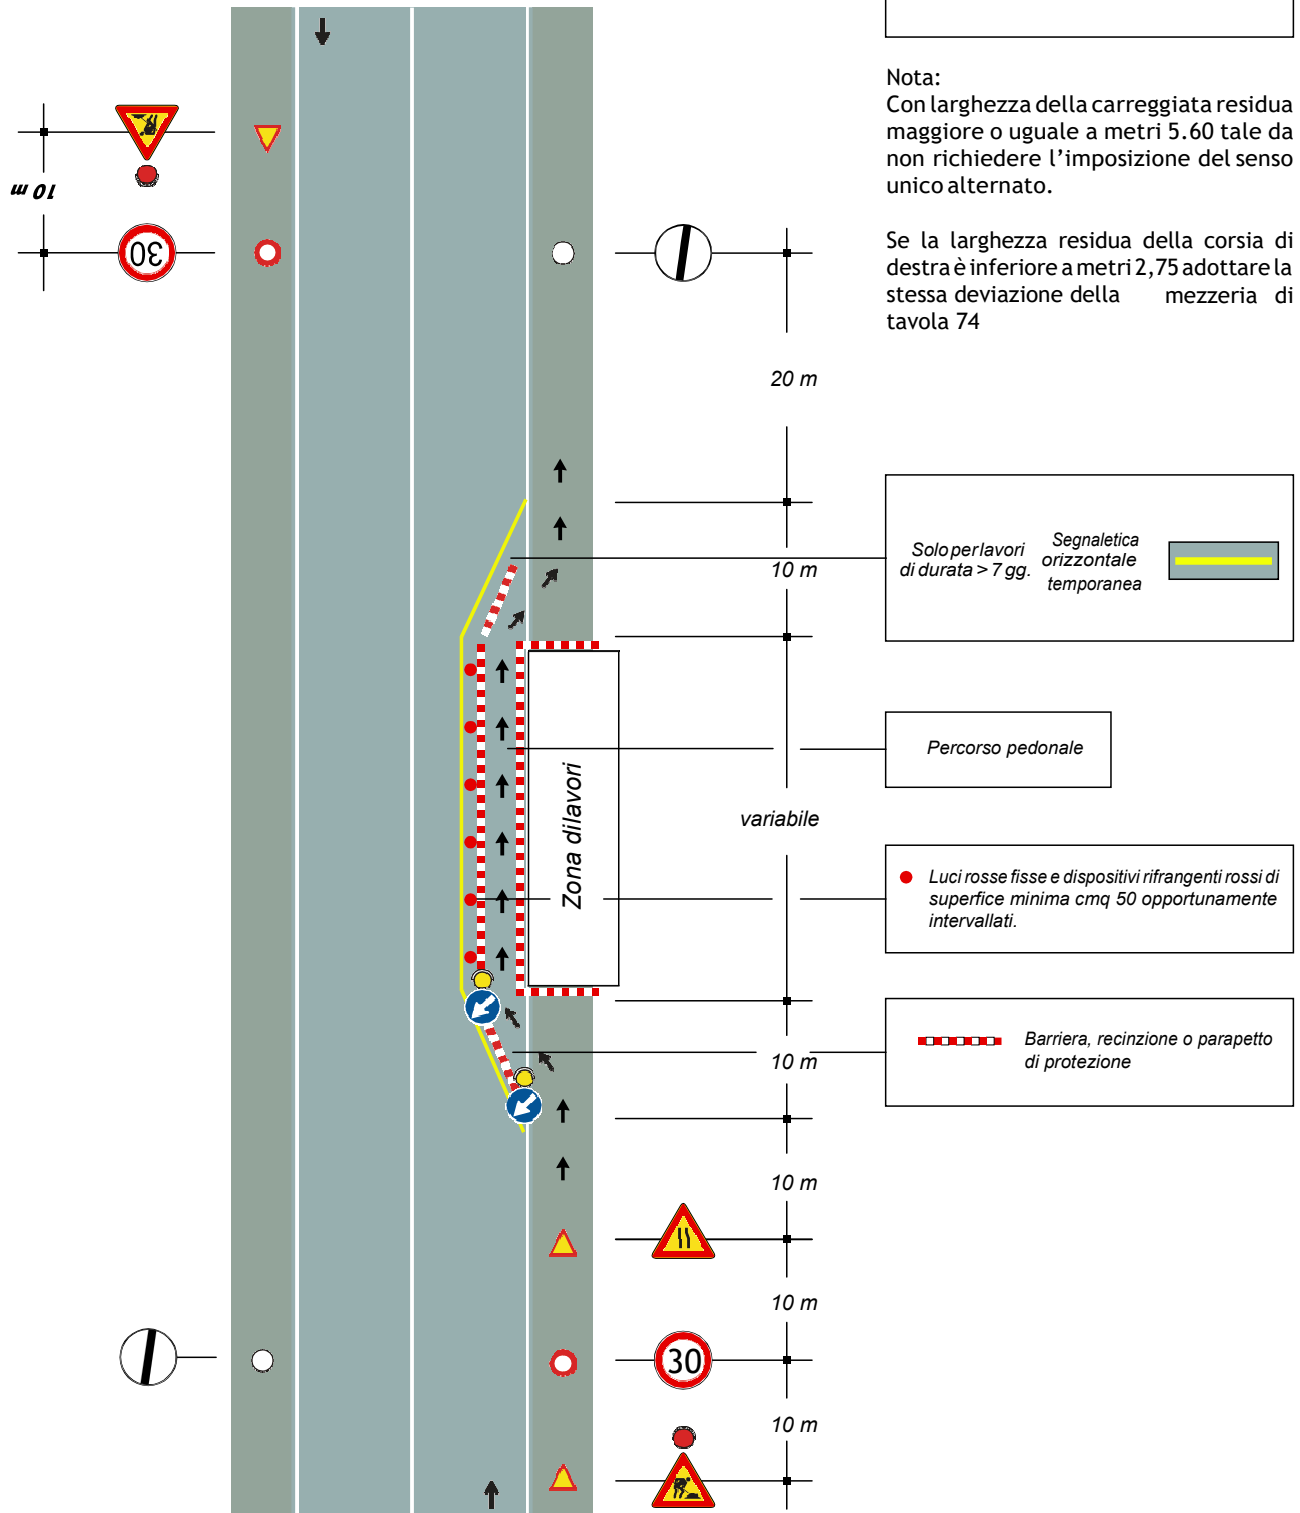 Nota:
Con larghezza della carreggiata residua
maggiore o uguale a metri 5.60 tale da
non richiedere l'imposizione del senso
unico alternato.
Se la larghezza residua della corsia di
destra è inferiore a metri 2,75 adottare la
stessa deviazione della mezzeria di
tavola 74
10 m
30
20 m
Solo per lavori
di durata > 7 gg.
Segnaletica
orizzontale
temporanea
10 m
Percorso pedonale
Zona dilavori
variabile
Luci rosse fisse e dispositivi rifrangenti rossi di
superfice minima cmq 50 opportunamente
intervallati.
Barriera, recinzione o parapetto
di protezione
10 m
10 m
10 m
30
10 m